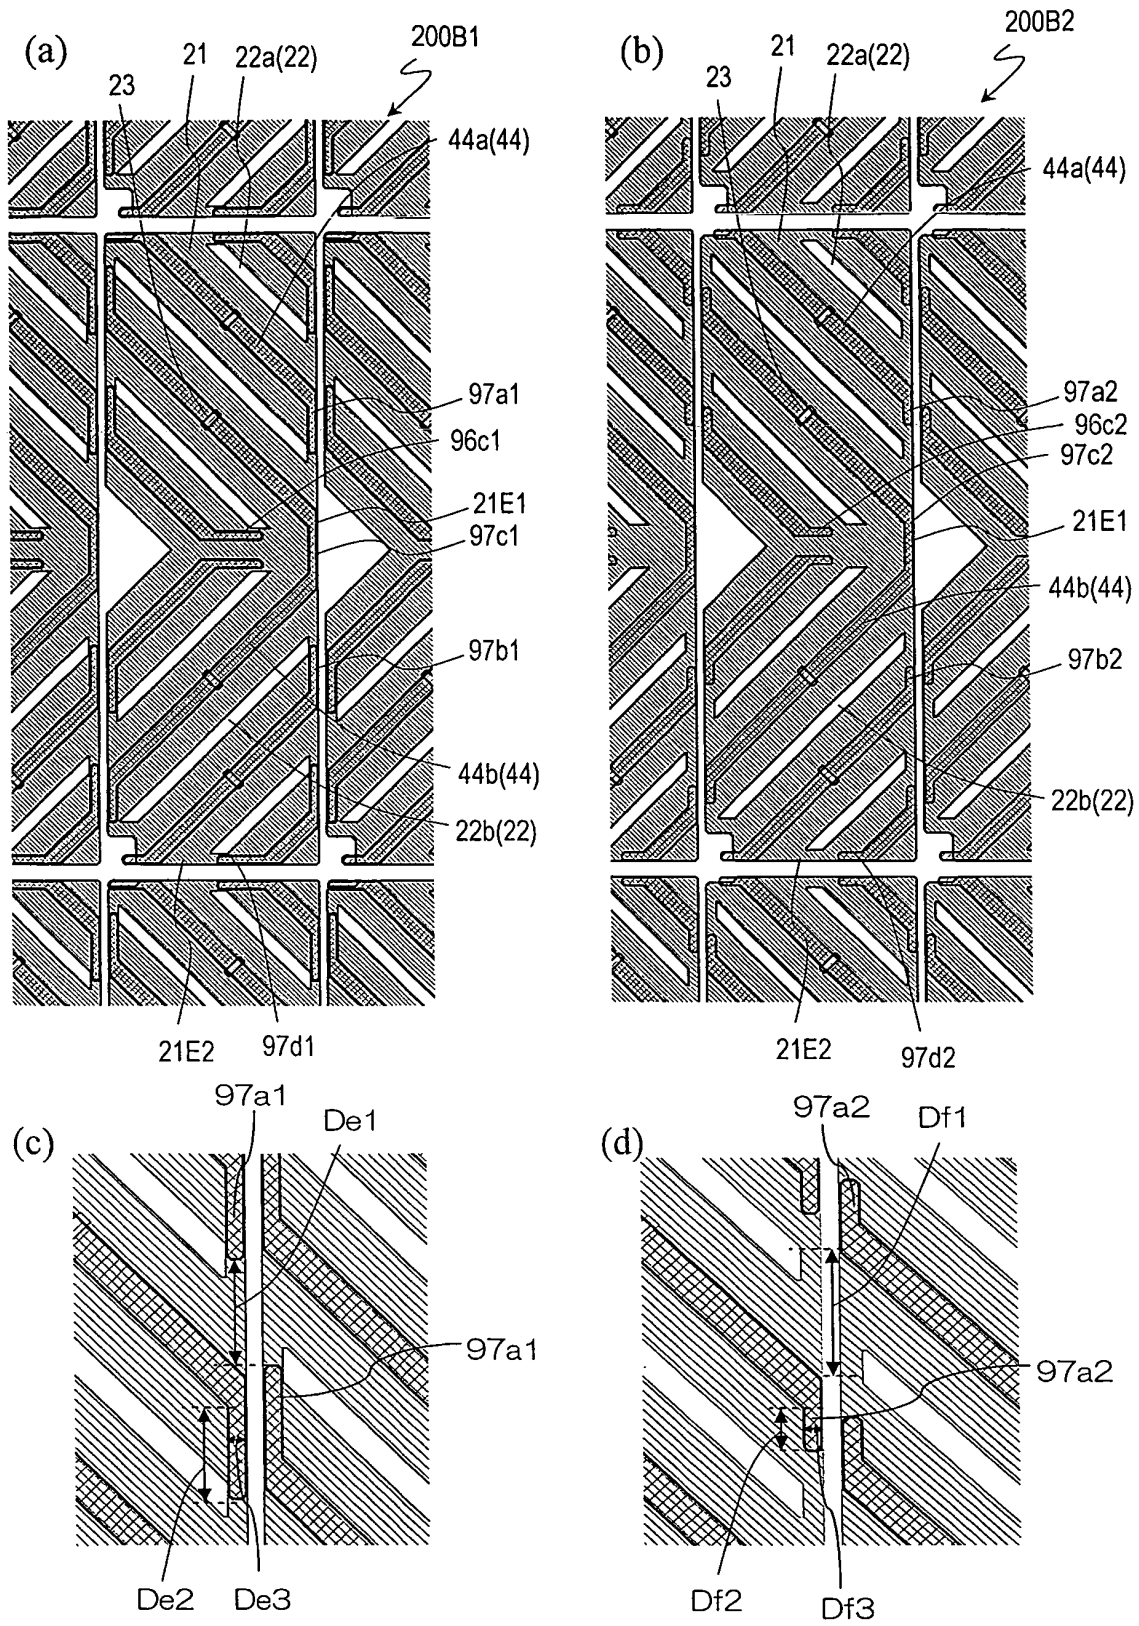 (a)
200B1
23
21
22a(22)
44a(44)
97a1
96c1
21E1
97c1
97b1
44b(44)
22b(22)
21E2
97d1
(b)
200B2
23
21
22a(22)
44a(44)
97a2
96c2
97c2
21E1
44b(44)
97b2
22b(22)
21E2
97d2
(c)
97a1
De1
97a1
De2
De3
(d)
97a2
Df1
97a2
Df2
Df3